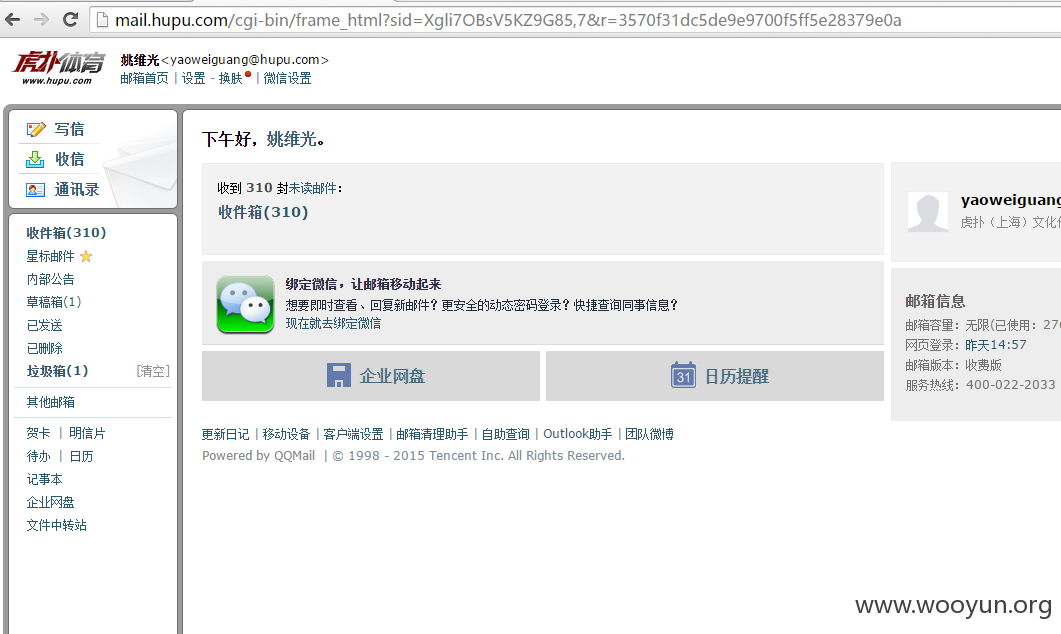 mail.hupu.com/cgi-bin/frame_html?sid=Xgli7OBsV5KZ9G85,7&r=3570f31dc5de9e9700f5ff5e28379e0a
虎扑体育
www.hupu.com
姚维光<yaoweiguang@hupu.com>
邮箱首页 | 设置 - 换肤 | 微信设置
写信
收信
通讯录
收件箱(310)
星标邮件
内部公告
草稿箱(1)
已发送
已删除
垃圾箱(1) [清空]
其他邮箱
贺卡 | 明信片
待办 | 日历
记事本
企业网盘
文件中转站
下午好，姚维光。
收到 310 封未读邮件：
收件箱(310)
绑定微信，让邮箱移动起来
想要即时查看、回复新邮件？更安全的动态密码登录？快捷查询同事信息？
现在就去绑定微信
企业网盘
31 日历提醒
更新日记 | 移动设备 | 客户端设置 | 邮箱清理助手 | 自助查询 | Outlook助手 | 团队微博
Powered by QQMail | © 1998 - 2015 Tencent Inc. All Rights Reserved.
yaoweiguang
虎扑（上海）文化
邮箱信息
邮箱容量：无限(已使用：27
网页登录：昨天14:57
邮箱版本：收费版
服务热线：400-022-2033
www.wooyun.org